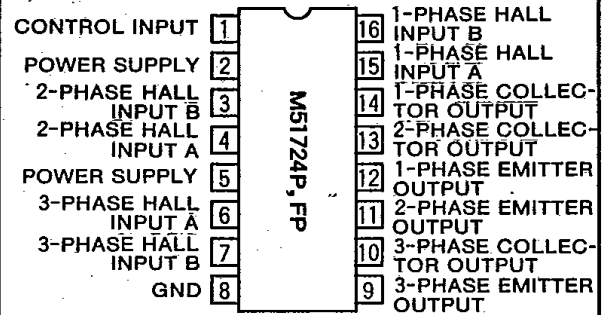 CONTROL INPUT 1
POWER SUPPLY 2
2-PHASE HALL
INPUT B 3
2-PHASE HALL
INPUT A 4
POWER SUPPLY 5
3-PHASE HALL
INPUT A 6
3-PHASE HALL
INPUT B 7
GND 8
M51724P, FP
16 1-PHASE HALL
INPUT B
15 1-PHASE HALL
INPUT A
14 1-PHASE COLLEC-
TOR OUTPUT
13 2-PHASE COLLEC-
TOR OUTPUT
12 1-PHASE EMITTER
OUTPUT
11 2-PHASE EMITTER
OUTPUT
10 3-PHASE COLLEC-
TOR OUTPUT
9 3-PHASE EMITTER
OUTPUT